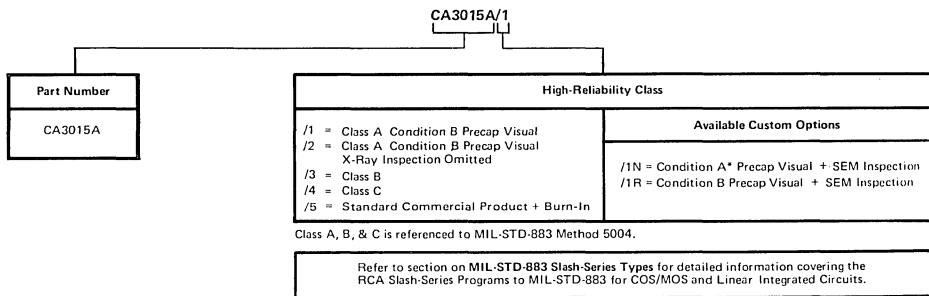 CA3015A/1
Part Number
CA3015A
High-Reliability Class
/1 = Class A Condition B Precap Visual
/2 = Class A Condition B Precap Visual
X-Ray Inspection Omitted
/3 = Class B
/4 = Class C
/5 = Standard Commercial Product + Burn-In
Available Custom Options
/1N = Condition A* Precap Visual + SEM Inspection
/1R = Condition B Precap Visual + SEM Inspection
Class A, B, & C is referenced to MIL-STD-883 Method 5004.
Refer to section on MIL-STD-883 Slash-Series Types for detailed information covering the
RCA Slash-Series Programs to MIL-STD-883 for COS/MOS and Linear Integrated Circuits.